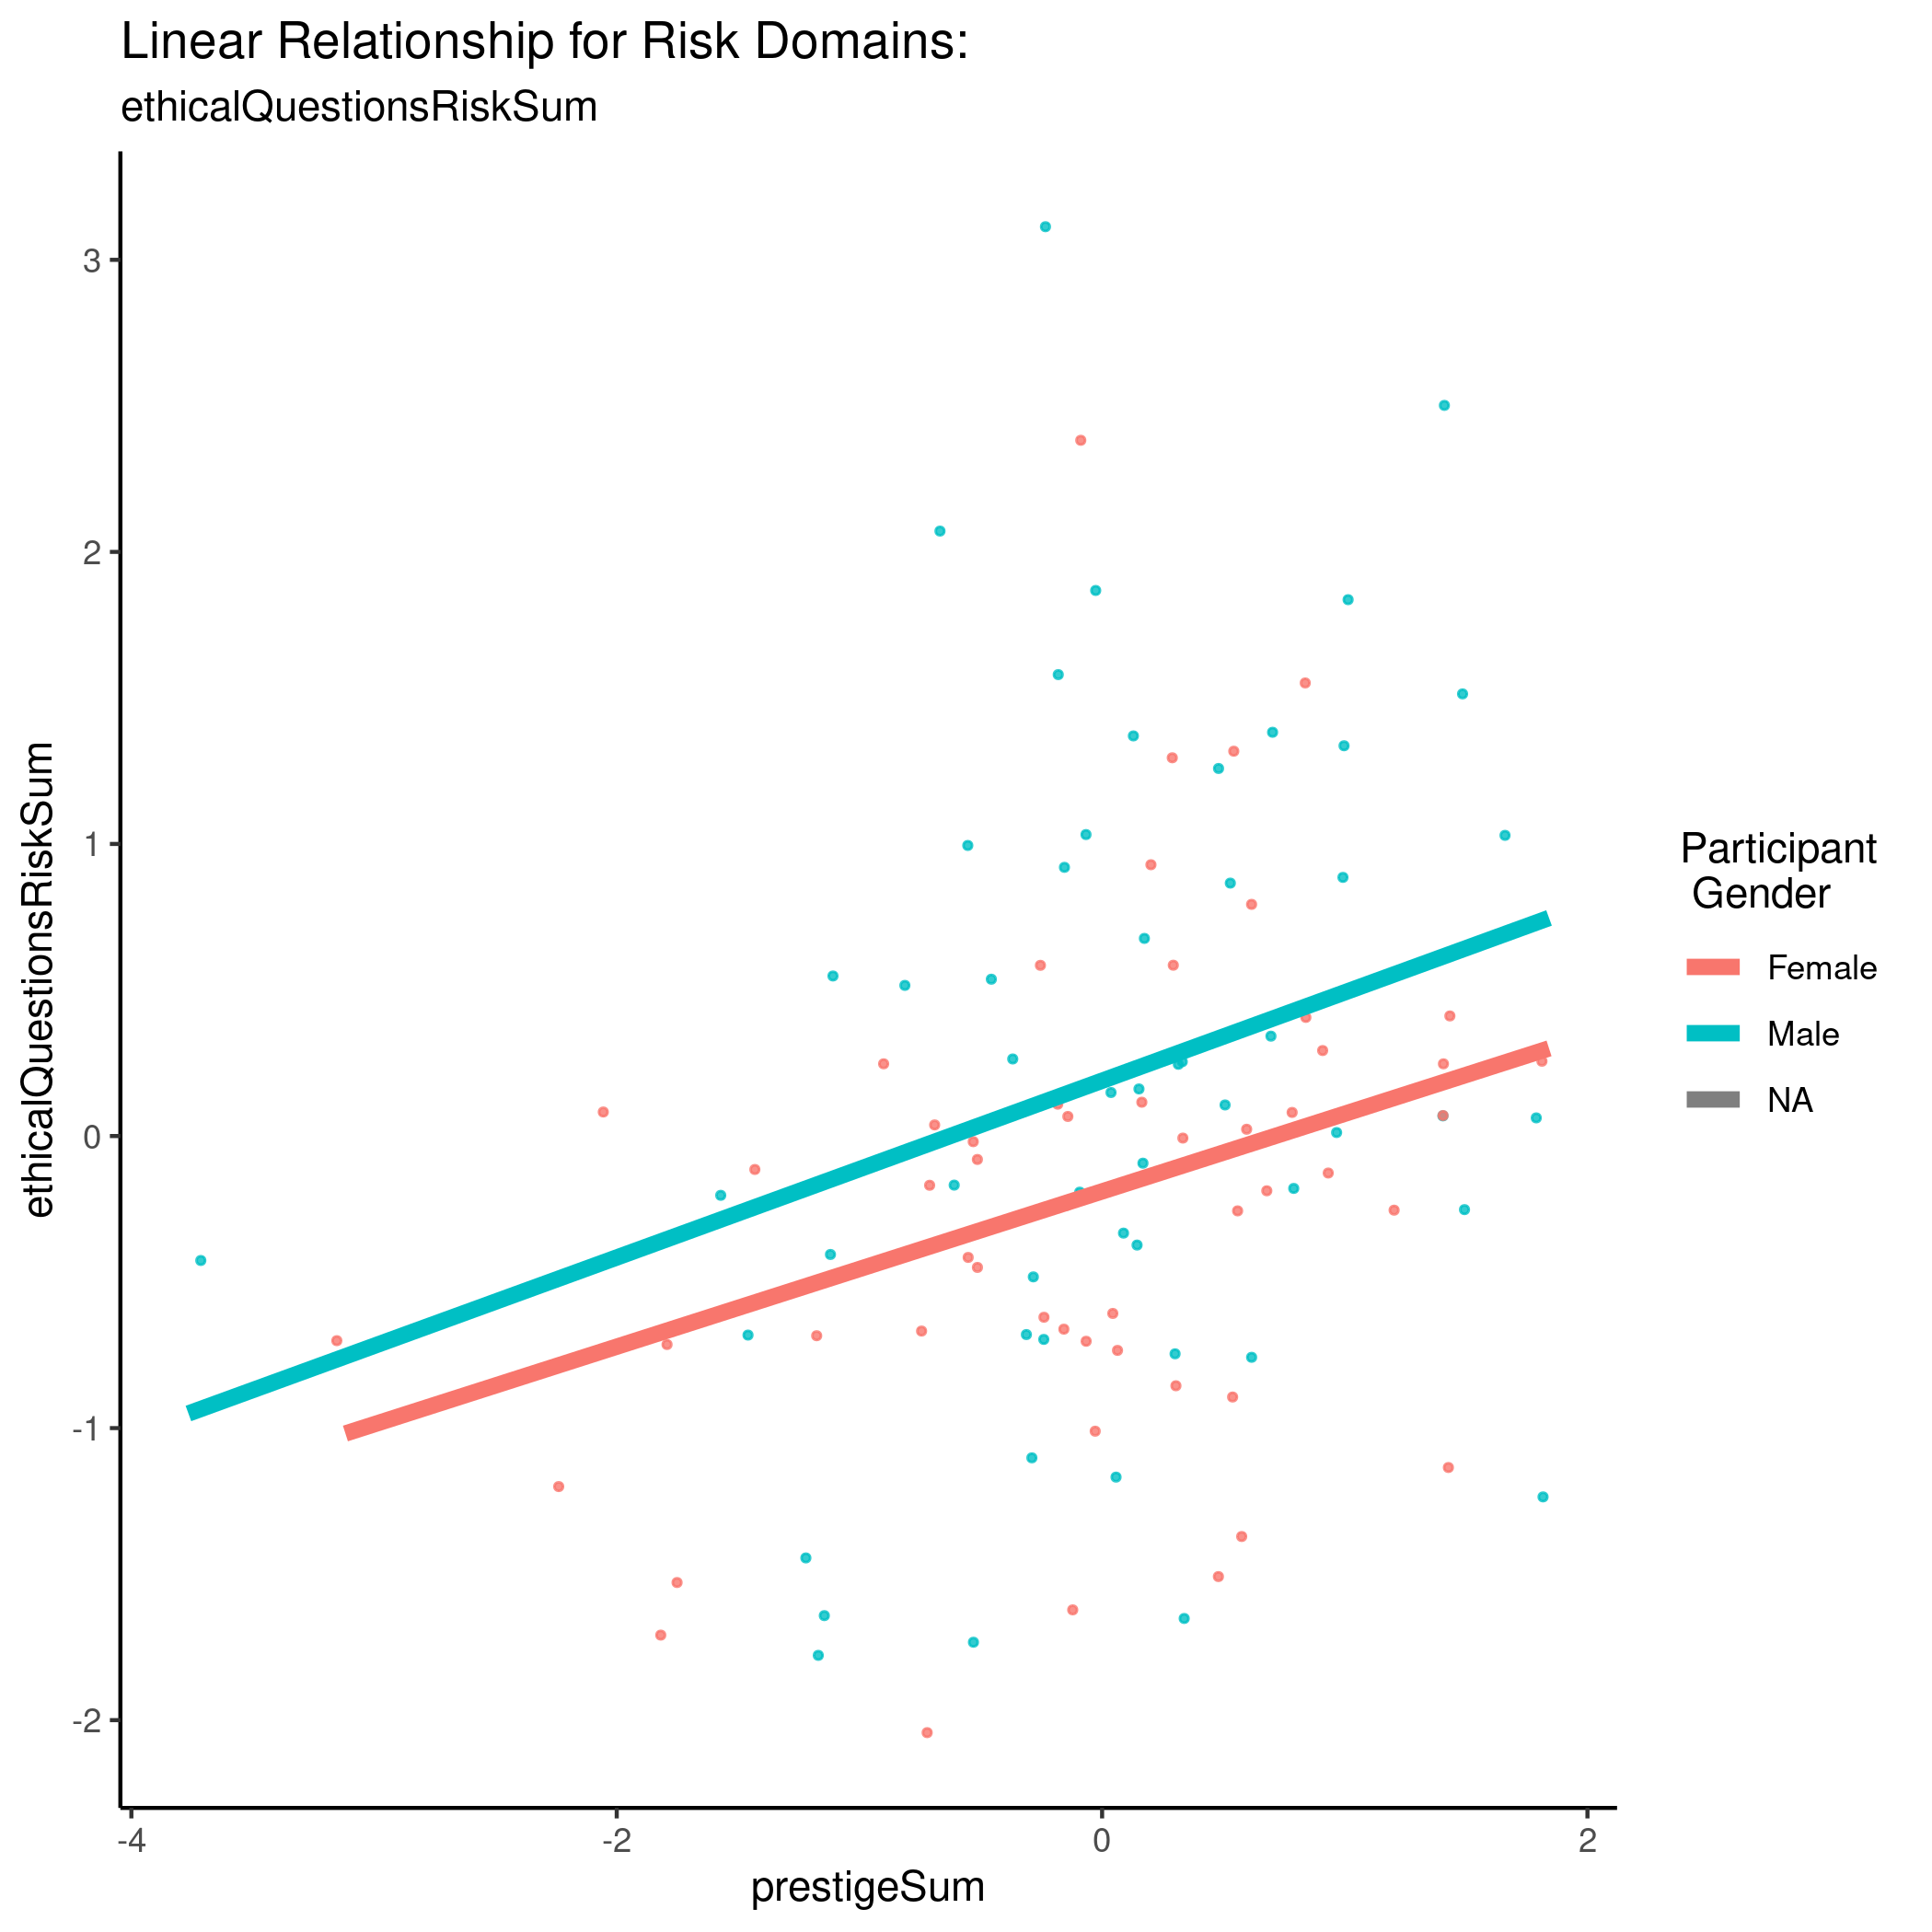 Linear Relationship for Risk Domains:
ethicalQuestionsRiskSum
ethicalQuestionsRiskSum
3
2
1
0
-1
-2
-4
-2
0
2
prestigeSum
Participant
Gender
Female
Male
NA